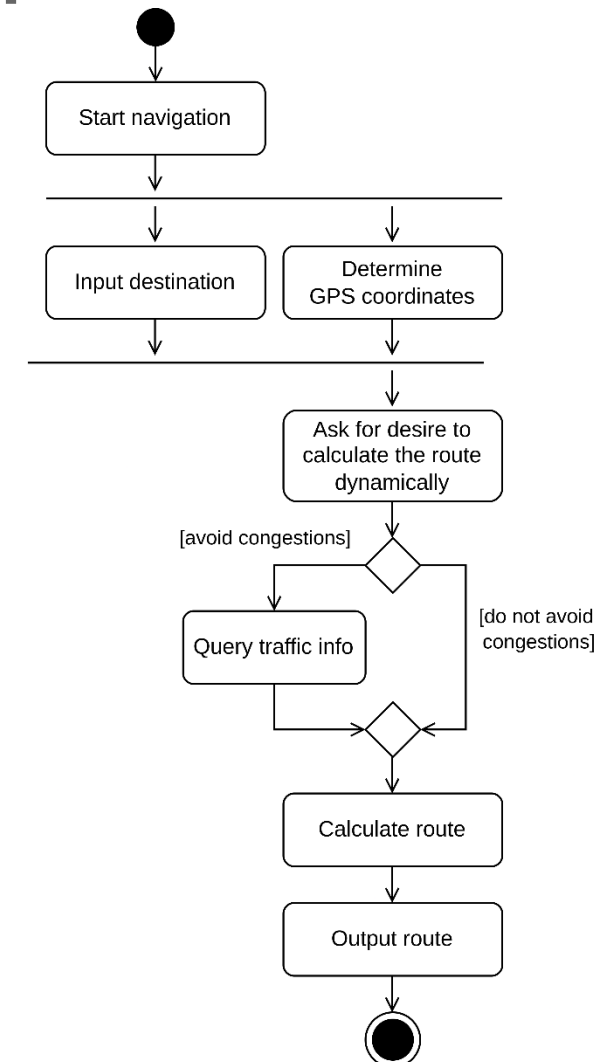 Start navigation
Input destination
Determine
GPS coordinates
Ask for desire to
calculate the route
dynamically
[avoid congestions]
[do not avoid
congestions]
Query traffic info
Calculate route
Output route